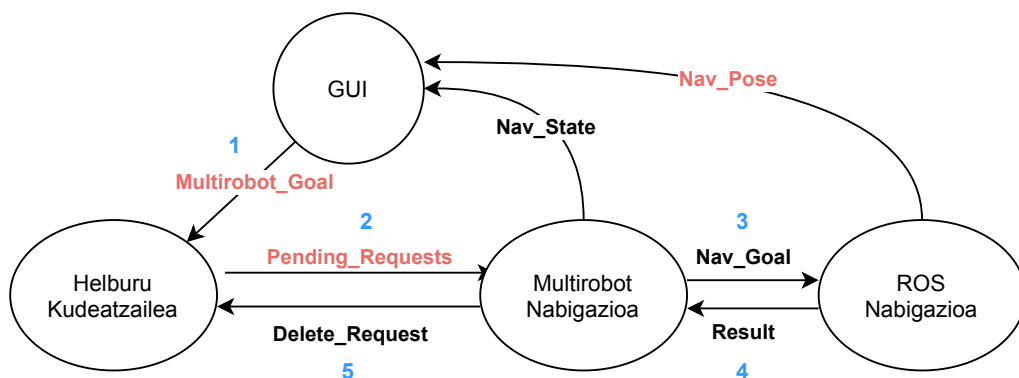 GUI
Nav_Pose
Nav_State
1
Multirobot_Goal
2
Pending_Requests
3
Nav_Goal
Helburu
Kudeatzailea
Multirobot
Nabigazioa
ROS
Nabigazioa
Delete_Request
Result
5
4